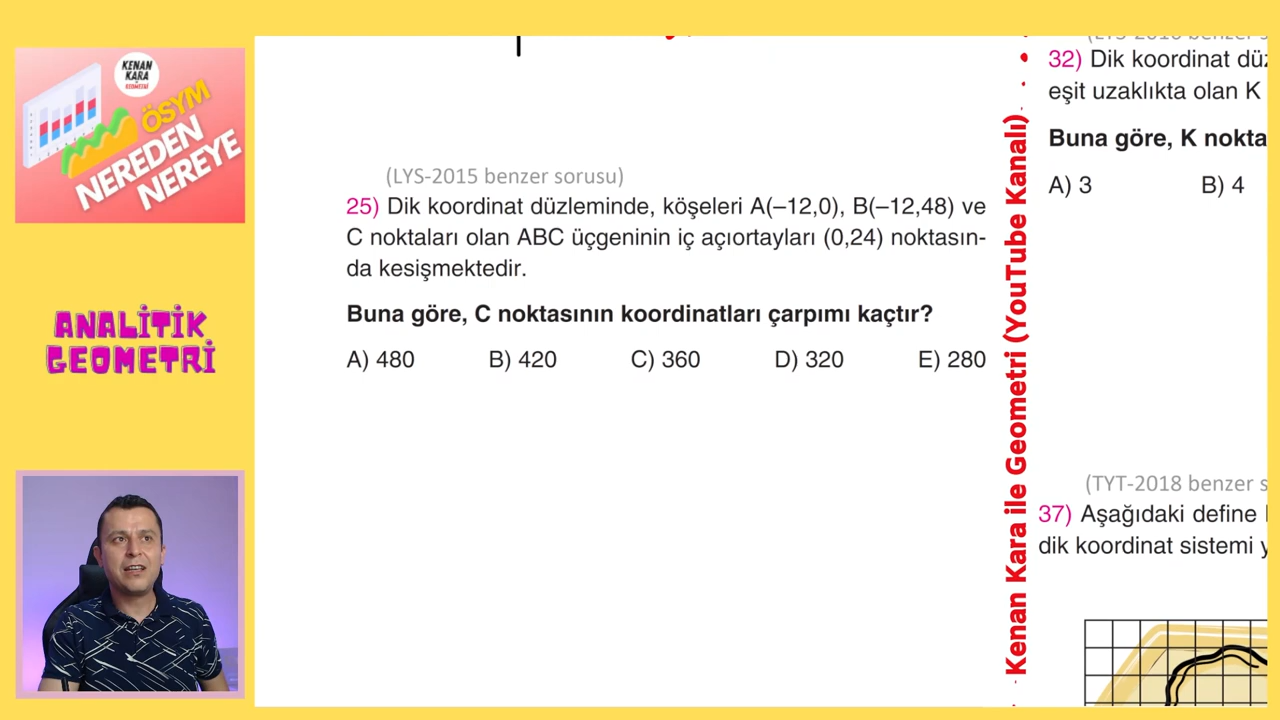 KENAN
KARA
GEOMETRİ
ÖSYM
NEREDEN
NEREYE
ANALİTİK
GEOMETRİ
(LYS-2015 benzer sorusu)
25) Dik koordinat düzleminde, köşeleri A(–12,0), B(–12,48) ve
C noktaları olan ABC üçgeninin iç açıortayları (0,24) noktasın-
da kesişmektedir.
Buna göre, C noktasının koordinatları çarpımı kaçtır?
A) 480 B) 420 C) 360 D) 320 E) 280
Kenan Kara ile Geometri (YouTube Kanalı)
32) Dik koordinat
eşit uzaklıkta olan K
Buna göre, K
A) 3 B) 4
(TYT-2018 benzer
37) Aşağıdaki define
dik koordinat sistemi